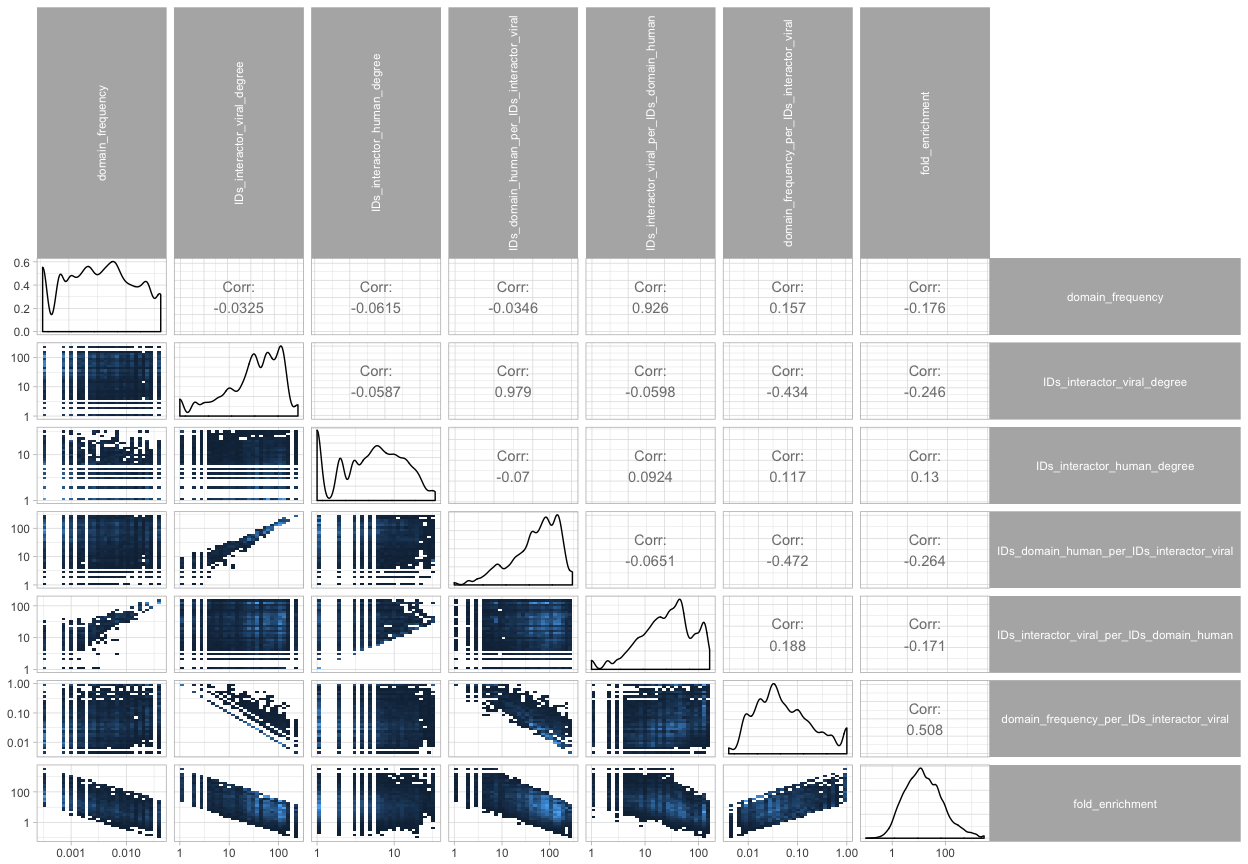 domain_frequency
IDs_interactor_viral_degree
IDs_interactor_human_degree
IDs_domain_human_per_IDs_interactor_viral
IDs_interactor_viral_per_IDs_domain_human
domain_frequency_per_IDs_interactor_viral
fold_enrichment
0.6
0.4
0.2
0.0
Corr:
-0.0325
Corr:
-0.0615
Corr:
-0.0346
Corr:
0.926
Corr:
0.157
Corr:
-0.176
domain_frequency
100
10
1
Corr:
-0.0587
Corr:
0.979
Corr:
-0.0598
Corr:
-0.434
Corr:
-0.246
IDs_interactor_viral_degree
10
1
Corr:
-0.07
Corr:
0.0924
Corr:
0.117
Corr:
0.13
IDs_interactor_human_degree
100
10
1
Corr:
-0.0651
Corr:
-0.472
Corr:
-0.264
IDs_domain_human_per_IDs_interactor_viral
100
10
1
Corr:
0.188
Corr:
-0.171
IDs_interactor_viral_per_IDs_domain_human
1.00
0.10
0.01
Corr:
0.508
domain_frequency_per_IDs_interactor_viral
100
1
fold_enrichment
0.001 0.010
1 10 100
1 10
1 10 100
1 10 100
0.01 0.10 1.00
1 100